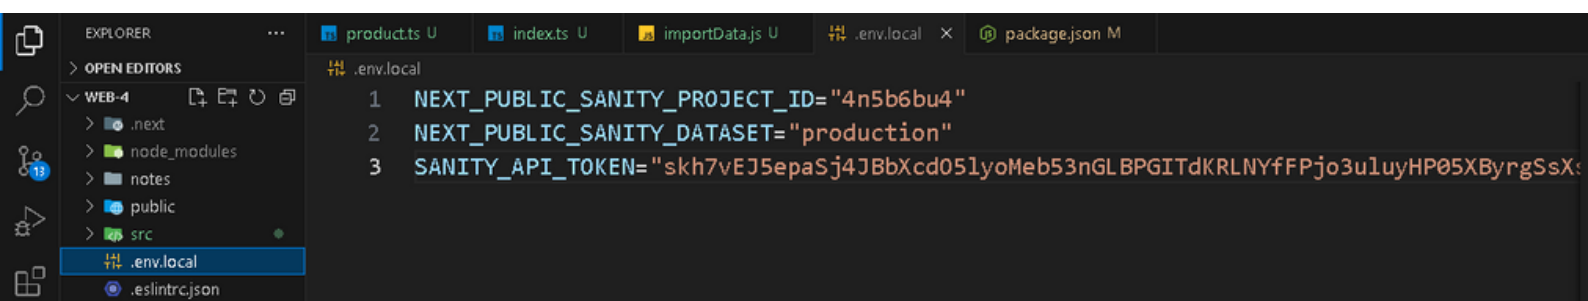 EXPLORER ...
OPEN EDITORS
WEB-4
.next
node_modules
notes
public
src
.env.local
.eslintrc.json
13
product.ts U
index.ts U
importData.js U
.env.local
package.json M
.env.local
1 NEXT_PUBLIC_SANITY_PROJECT_ID="4n5b6bu4"
2 NEXT_PUBLIC_SANITY_DATASET="production"
3 SANITY_API_TOKEN="skh7vEJ5epaSj4JBbXcdO5lyoMeb53nGLBPGITdKRLNYfFPjo3uluyHP05XByrgSsX